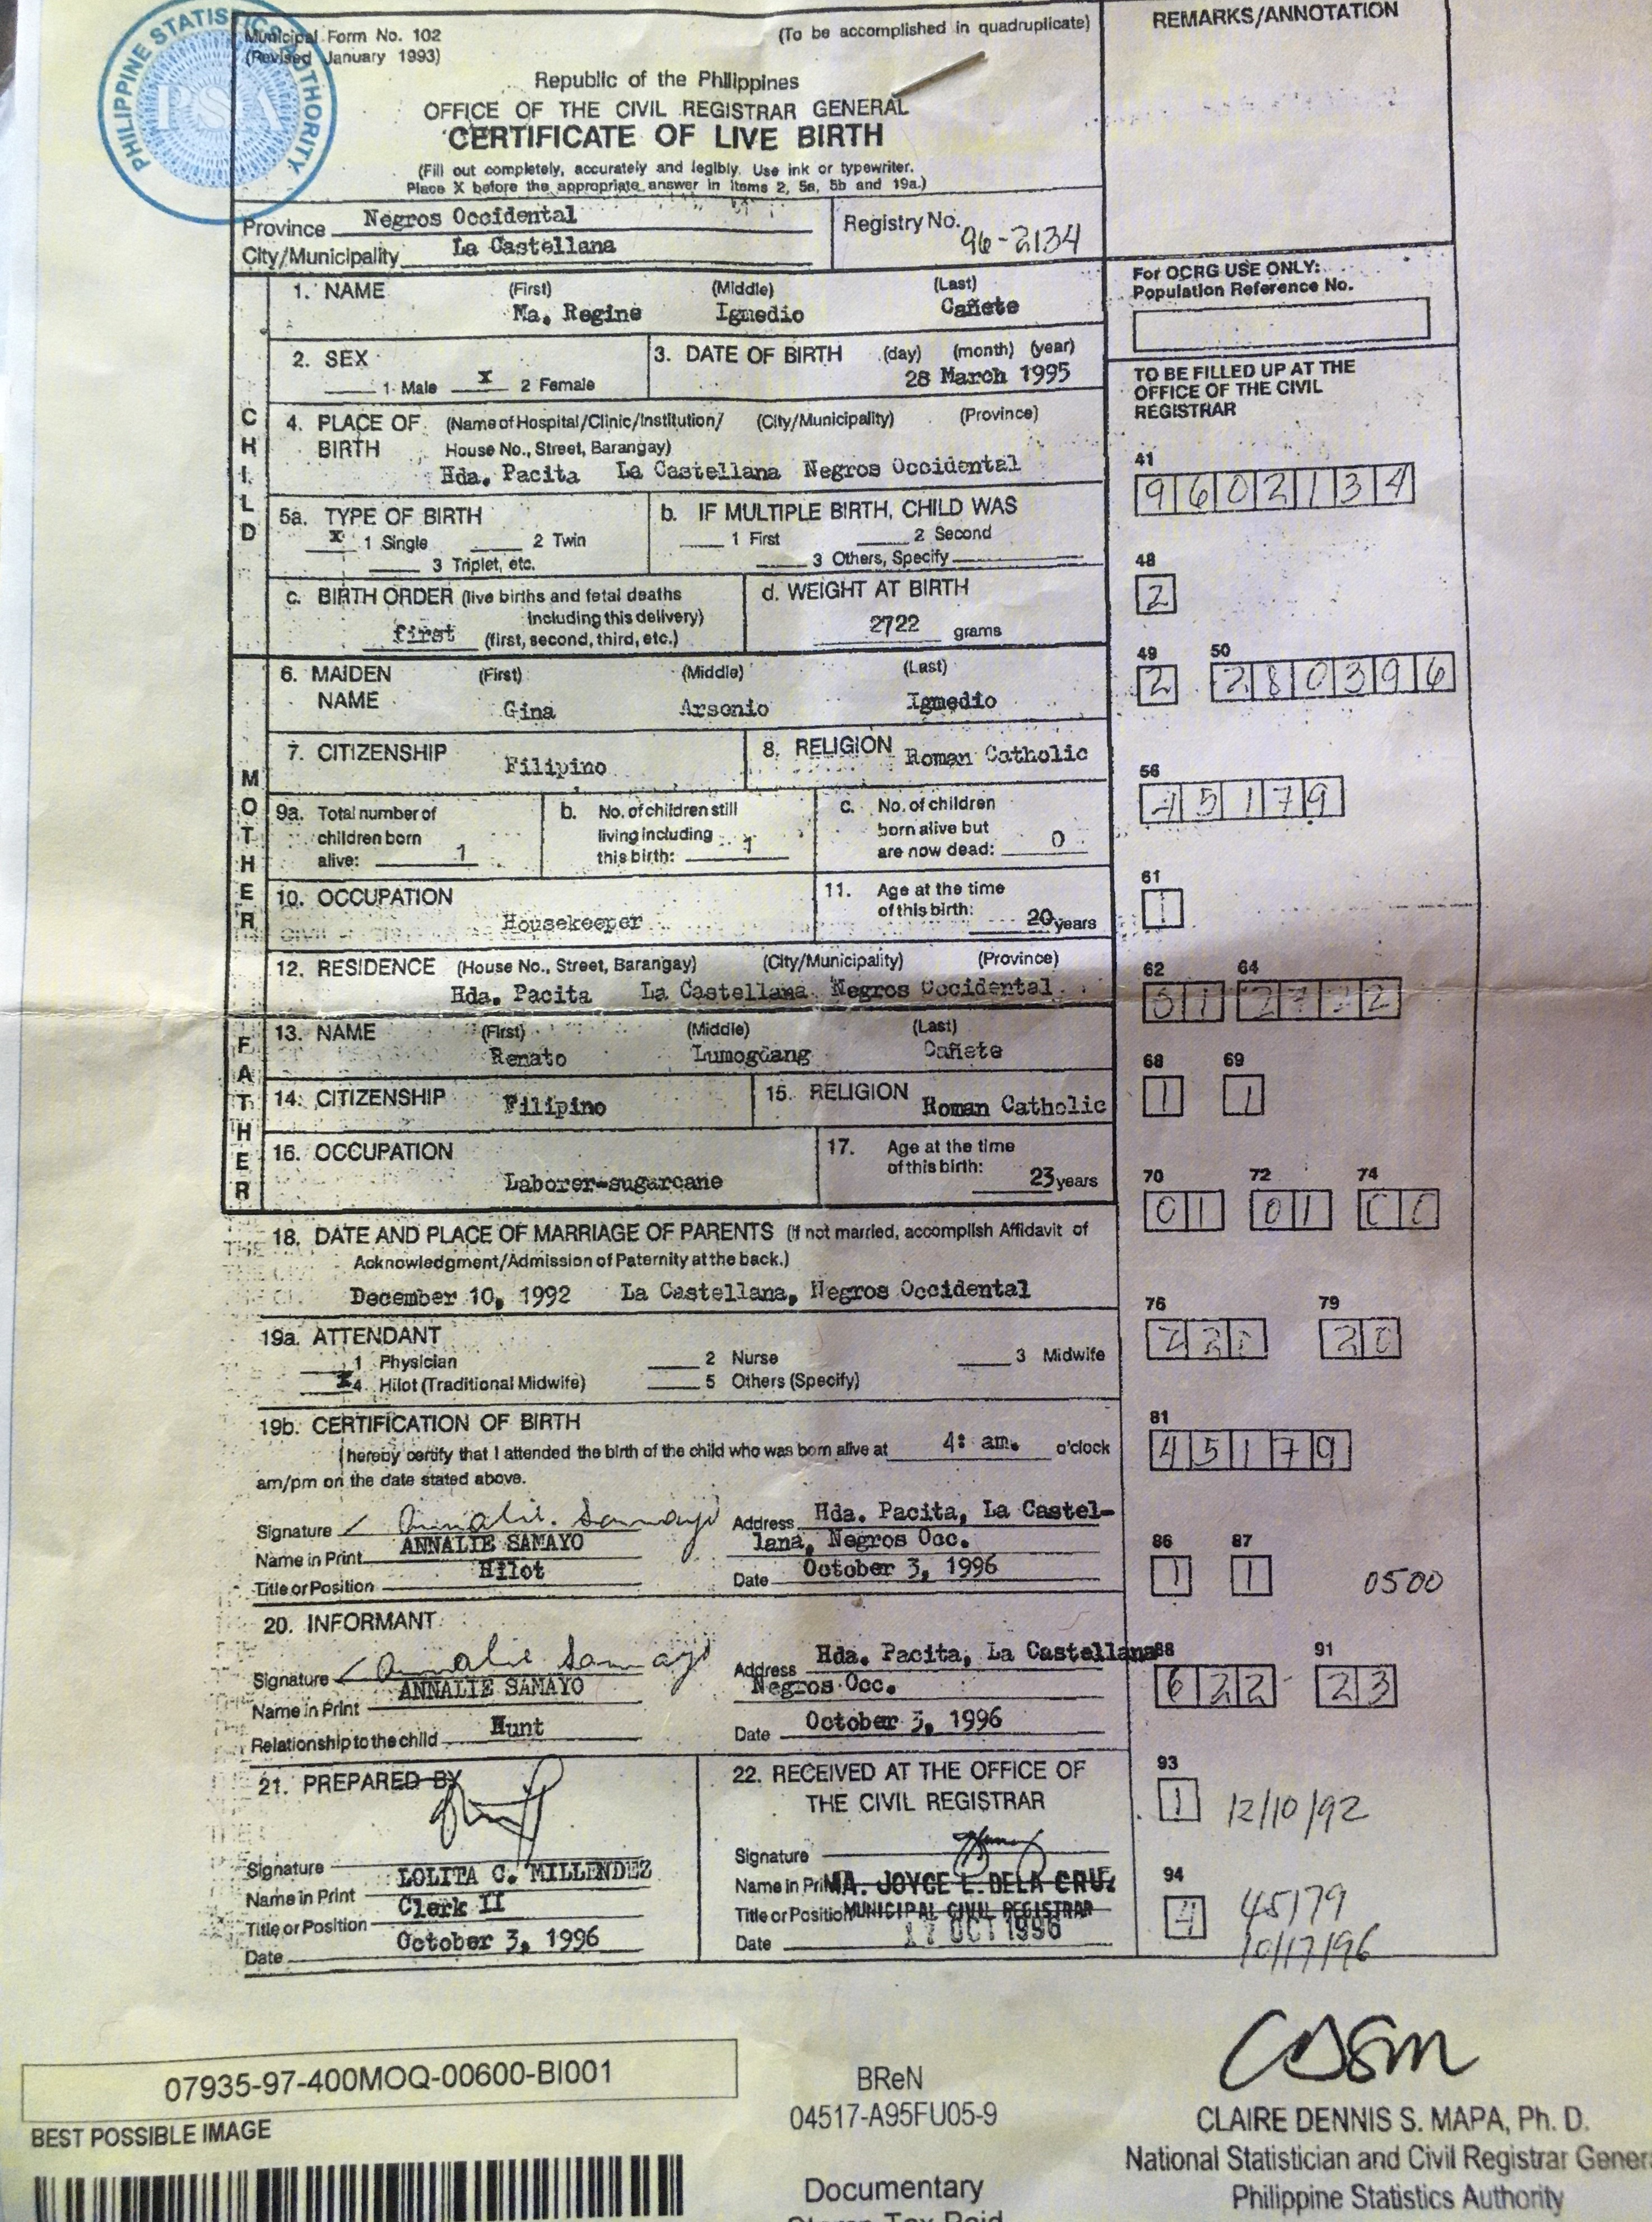 PHILIPPINE STATISTICS AUTHORITY
PSA
Municipal Form No. 102
(Revised January 1993)
(To be accomplished in quadruplicate)
Republic of the Philippines
OFFICE OF THE CIVIL REGISTRAR GENERAL
CERTIFICATE OF LIVE BIRTH
(Fill out completely, accurately and legibly. Use ink or typewriter.
Place X before the appropriate answer in items 2, 5a, 5b and 19a.)
REMARKS/ANNOTATION
Province Negros Occidental
City/Municipality La Castellana
Registry No. 96-2134
For OCRG USE ONLY:
Population Reference No.
CHILD
1. NAME (First) (Middle) (Last)
Ma. Regine Igmedio Cañete
2. SEX
1 Male X 2 Female
3. DATE OF BIRTH (day) (month) (year)
28 March 1995
TO BE FILLED UP AT THE
OFFICE OF THE CIVIL
REGISTRAR
4. PLACE OF BIRTH (Name of Hospital/Clinic/Institution/ (City/Municipality) (Province)
House No., Street, Barangay)
Hda. Pacita La Castellana Negros Occidental
41
9602134
5a. TYPE OF BIRTH
X 1 Single 2 Twin
3 Triplet, etc.
b. IF MULTIPLE BIRTH, CHILD WAS
1 First 2 Second
3 Others, Specify
48
2
c. BIRTH ORDER (live births and fetal deaths
including this delivery)
first (first, second, third, etc.)
d. WEIGHT AT BIRTH
2722 grams
49 50
2 280396
MOTHER
6. MAIDEN NAME (First) (Middle) (Last)
Gina Arsonio Igmedio
7. CITIZENSHIP Filipino
8. RELIGION Roman Catholic
56
45179
9a. Total number of
children born
alive: 1
b. No. of children still
living including
this birth: 1
c. No. of children
born alive but
are now dead: 0
10. OCCUPATION
Housekeeper
11. Age at the time
of this birth: 20 years
61
1
12. RESIDENCE (House No., Street, Barangay) (City/Municipality) (Province)
Hda. Pacita La Castellana Negros Occidental
62 64
01 2722
FATHER
13. NAME (First) (Middle) (Last)
Renato Lumogdang Cañete
68 69
1 1
14. CITIZENSHIP Filipino
15. RELIGION Roman Catholic
16. OCCUPATION
Laborer-sugarcane
17. Age at the time
of this birth: 23 years
70 72 74
01 01 00
18. DATE AND PLACE OF MARRIAGE OF PARENTS (If not married, accomplish Affidavit of
Acknowledgment/Admission of Paternity at the back.)
December 10, 1992 La Castellana, Negros Occidental
76 79
220 20
19a. ATTENDANT
1 Physician 2 Nurse 3 Midwife
X 4 Hilot (Traditional Midwife) 5 Others (Specify)
19b. CERTIFICATION OF BIRTH
I hereby certify that I attended the birth of the child who was born alive at 4: am. o'clock
am/pm on the date stated above.
81
45179
Signature Annalie Samayo
Name in Print ANNALIE SAMAYO
Title or Position Hilot
Address Hda. Pacita, La Castel-
lana, Negros Occ.
Date October 3, 1996
86 87
1 1 0500
20. INFORMANT
Signature Annalie Samayo
Name in Print ANNALIE SAMAYO
Relationship to the child Hunt
Address Hda. Pacita, La Castellana
Negros Occ.
Date October 3, 1996
88 91
622 23
21. PREPARED BY
Signature
Name in Print LOLITA C. MILLENDEZ
Title or Position Clerk II
Date October 3, 1996
22. RECEIVED AT THE OFFICE OF
THE CIVIL REGISTRAR
Signature
Name in Print MA. JOYCE L. DELA CRUZ
Title or Position MUNICIPAL CIVIL REGISTRAR
Date 17 OCT 1996
93
1 12/10/92
94
4 45179
10/17/96
07935-97-400MOQ-00600-BI001
BEST POSSIBLE IMAGE
BReN
04517-A95FU05-9
Documentary
Stamp Tax Paid
CLAIRE DENNIS S. MAPA, Ph. D.
National Statistician and Civil Registrar General
Philippine Statistics Authority